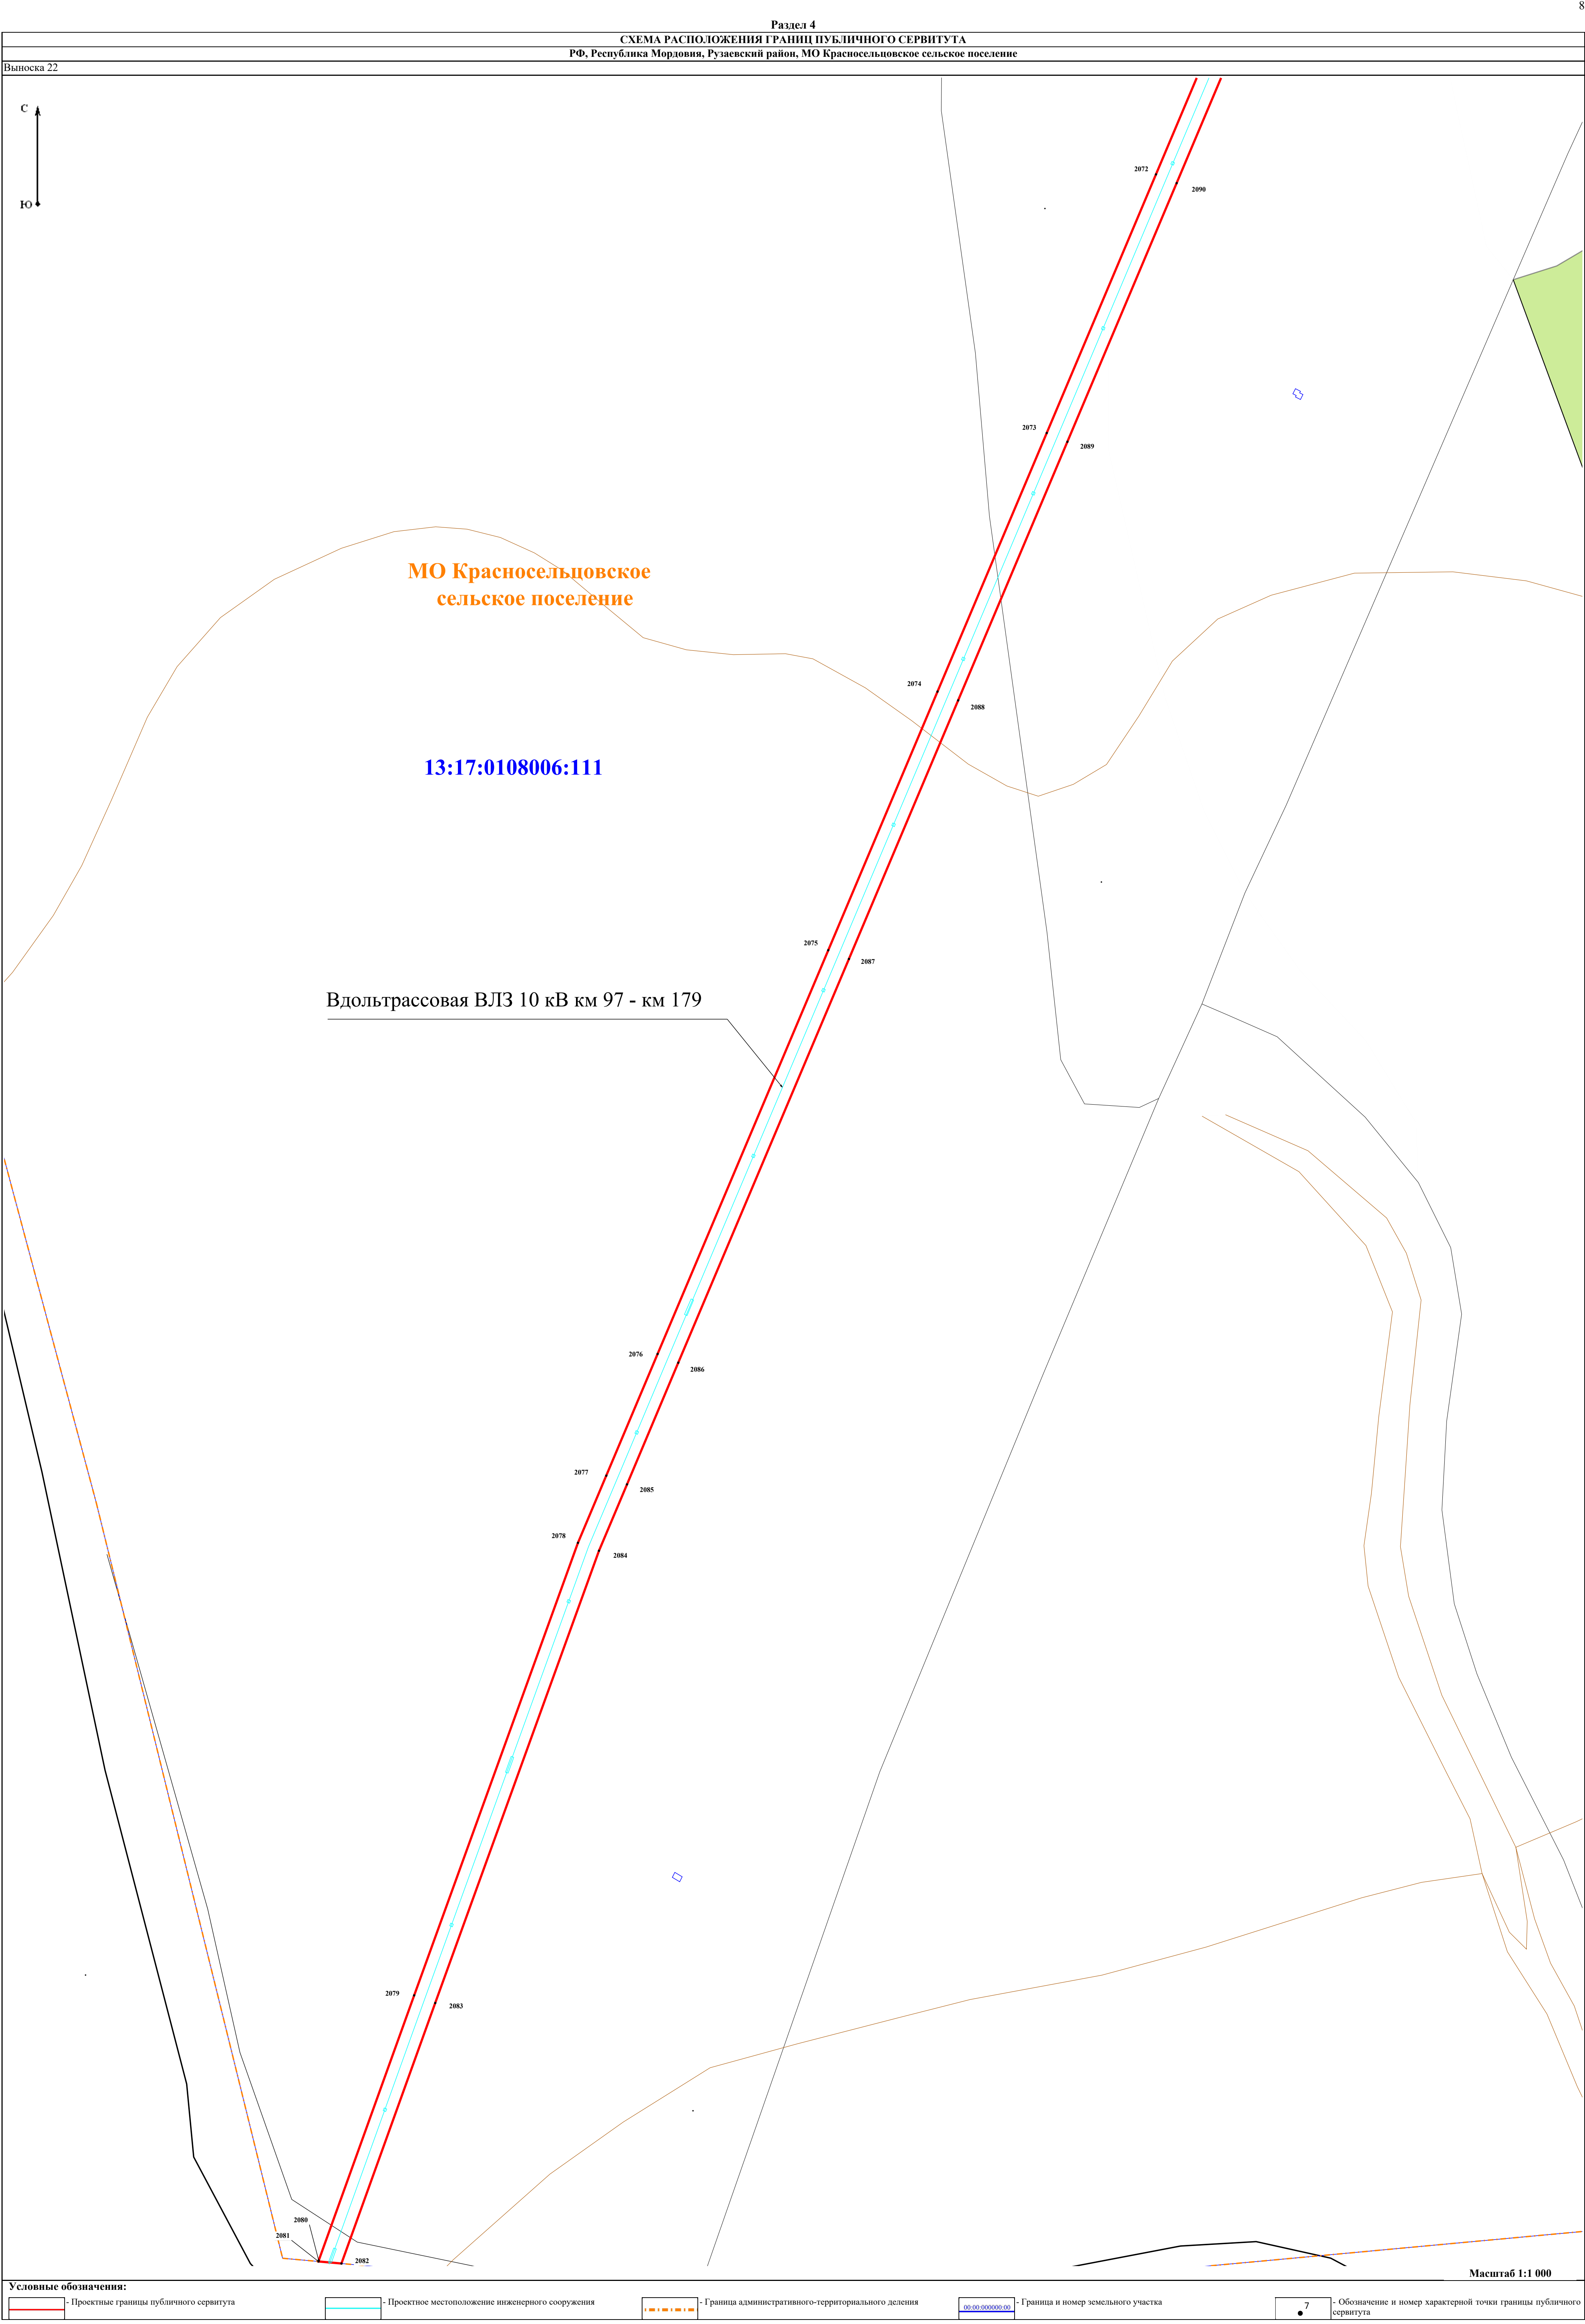 8
Раздел 4
СХЕМА РАСПОЛОЖЕНИЯ ГРАНИЦ ПУБЛИЧНОГО СЕРВИТУТА
РФ, Республика Мордовия, Рузаевский район, МО Красносельцовское сельское поселение
Выноска 22
С
Ю
2072
2090
2073
2089
МО Красносельцовское
сельское поселение
2074
2088
13:17:0108006:111
2075
2087
Вдольтрассовая ВЛЗ 10 кВ км 97 - км 179
2076
2086
2077
2085
2078
2084
2079
2083
2080
2081
2082
Масштаб 1:1 000
Условные обозначения:
- Проектные границы публичного сервитута
- Проектное местоположение инженерного сооружения
- Граница административно-территориального деления
00:00:000000:00
- Граница и номер земельного участка
7
- Обозначение и номер характерной точки границы публичного
сервитута